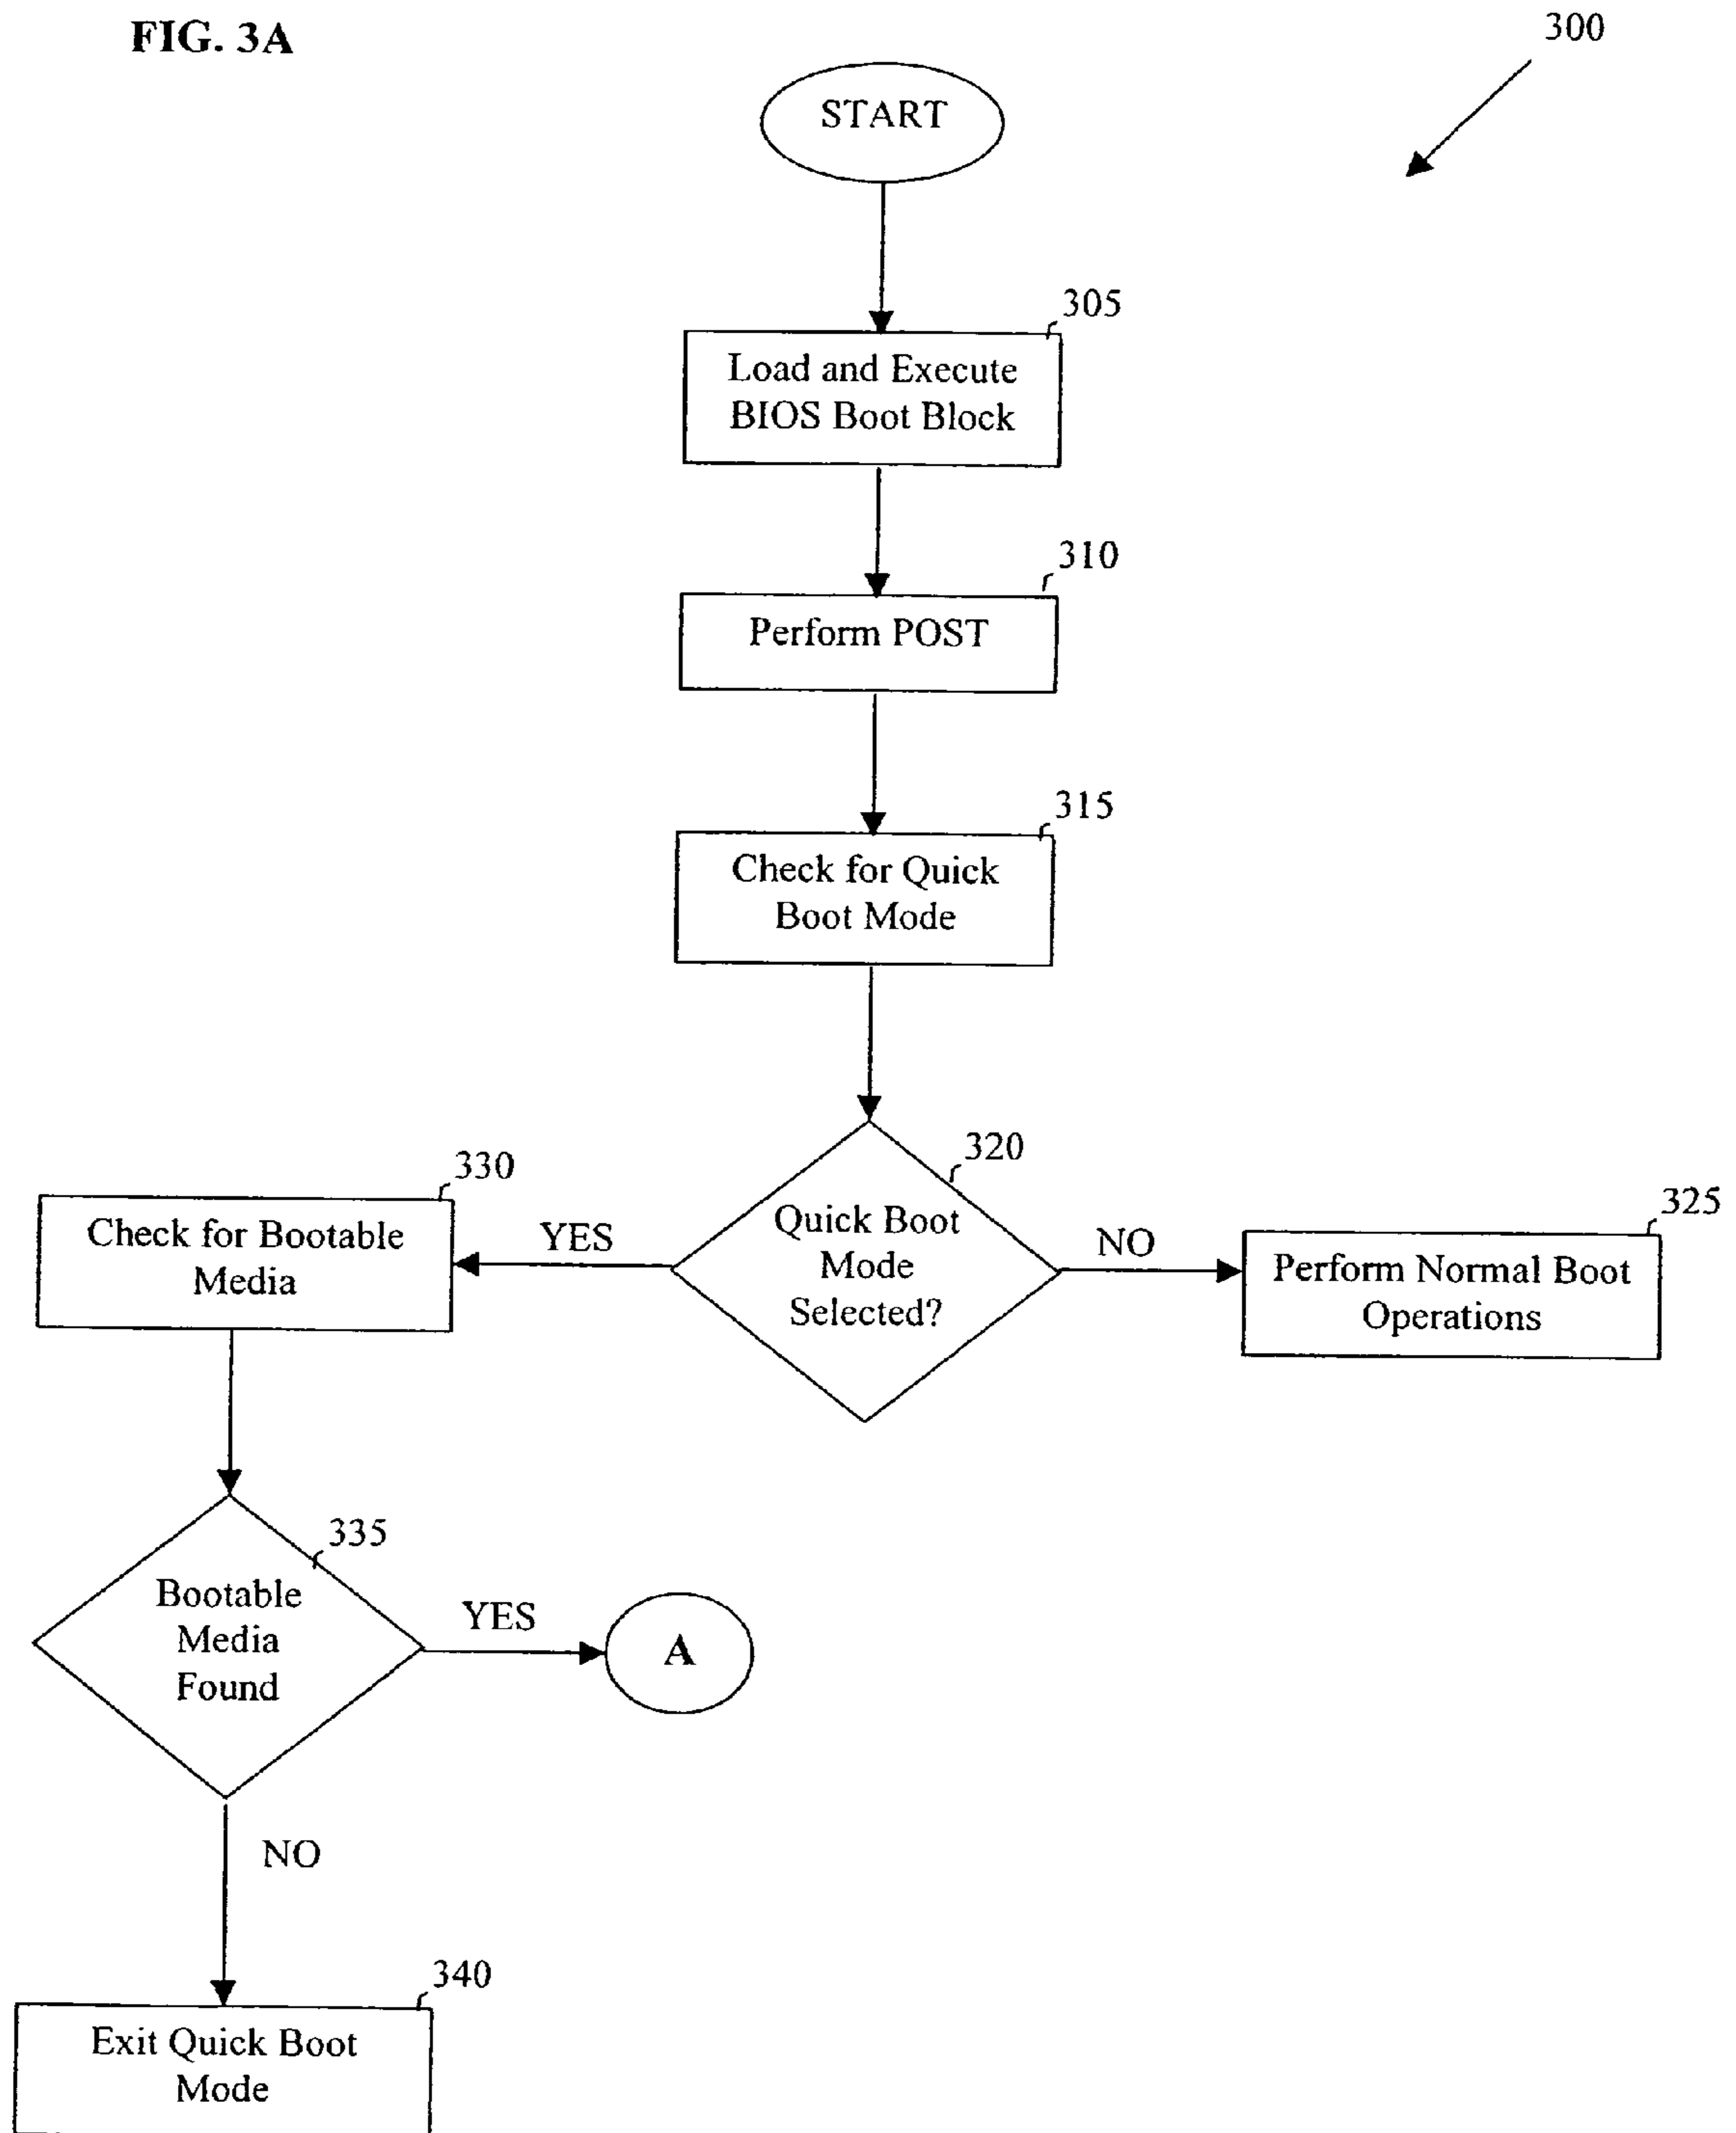 FIG. 3A
300
START
305
Load and Execute
BIOS Boot Block
310
Perform POST
315
Check for Quick
Boot Mode
320
Quick Boot
Mode
Selected?
YES
NO
330
Check for Bootable
Media
325
Perform Normal Boot
Operations
335
Bootable
Media
Found
YES
A
NO
340
Exit Quick Boot
Mode